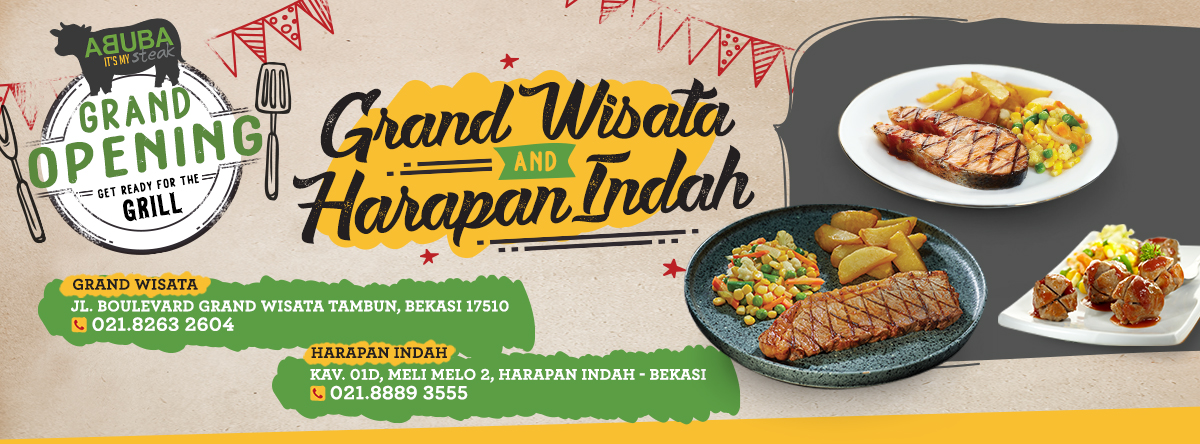 ABUBA
IT'S MY steak
GRAND
OPENING
GET READY FOR THE
GRILL
Grand Wisata
AND
Harapan Indah
GRAND WISATA
JL. BOULEVARD GRAND WISATA TAMBUN, BEKASI 17510
021.8263 2604
HARAPAN INDAH
KAV. 01D, MELI MELO 2, HARAPAN INDAH - BEKASI
021.8889 3555